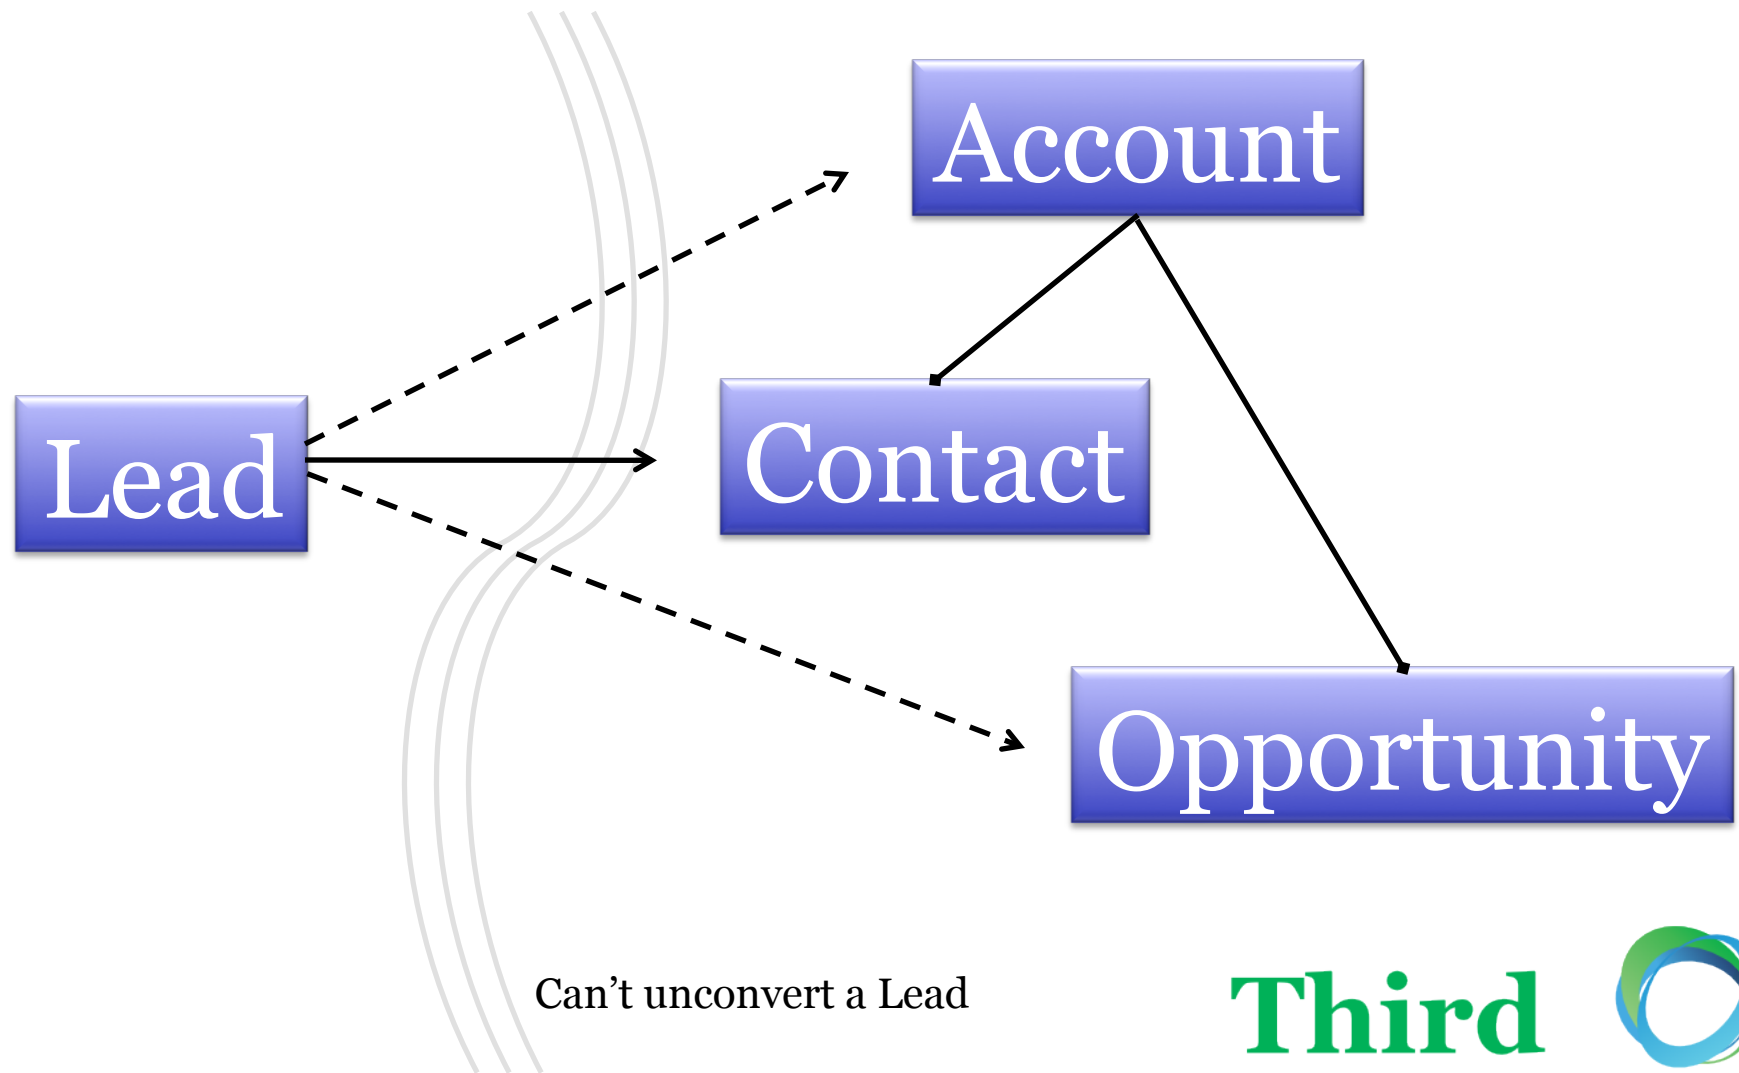 Account
Lead
Contact
Opportunity
Can’t unconvert a Lead
Third